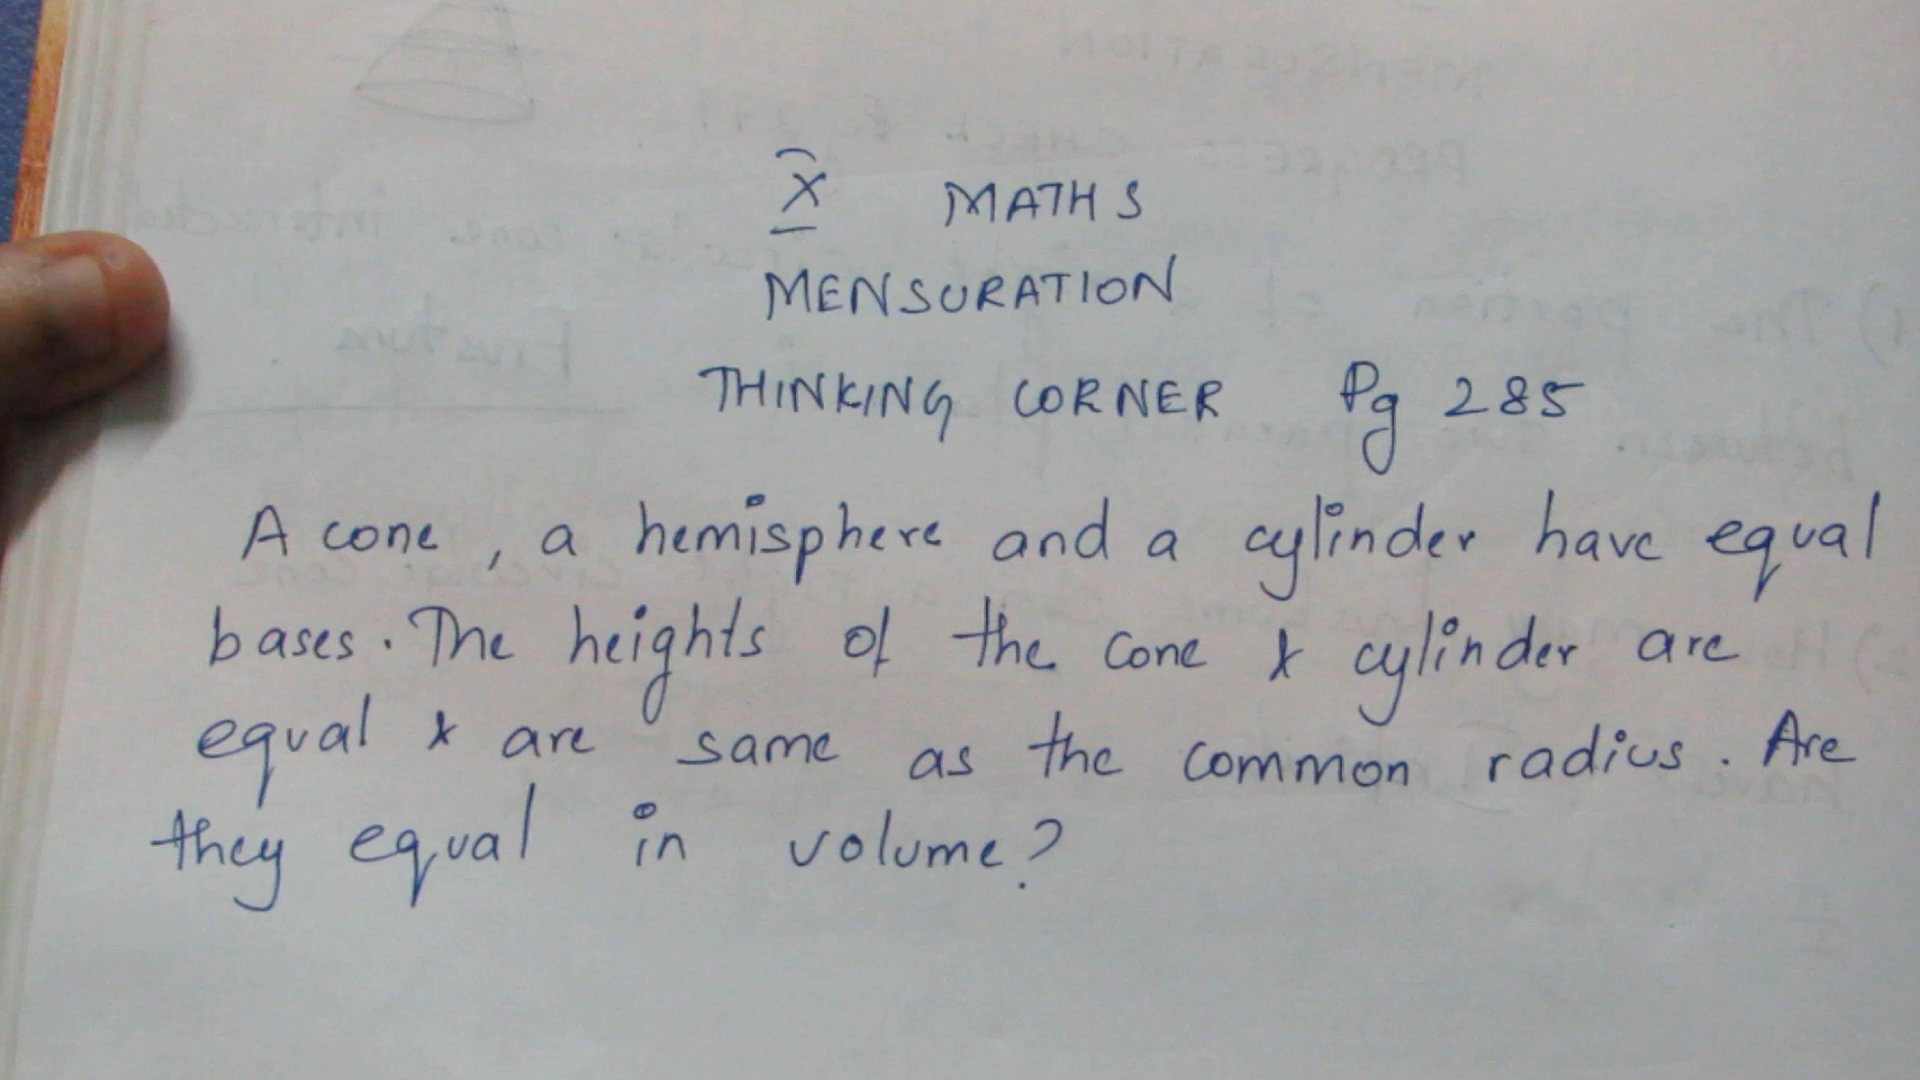 X MATHS
MENSURATION
THINKING CORNER Pg 285
A cone, a hemisphere and a cylinder have equal
bases. The heights of the cone & cylinder are
equal & are same as the common radius. Are
they equal in volume?